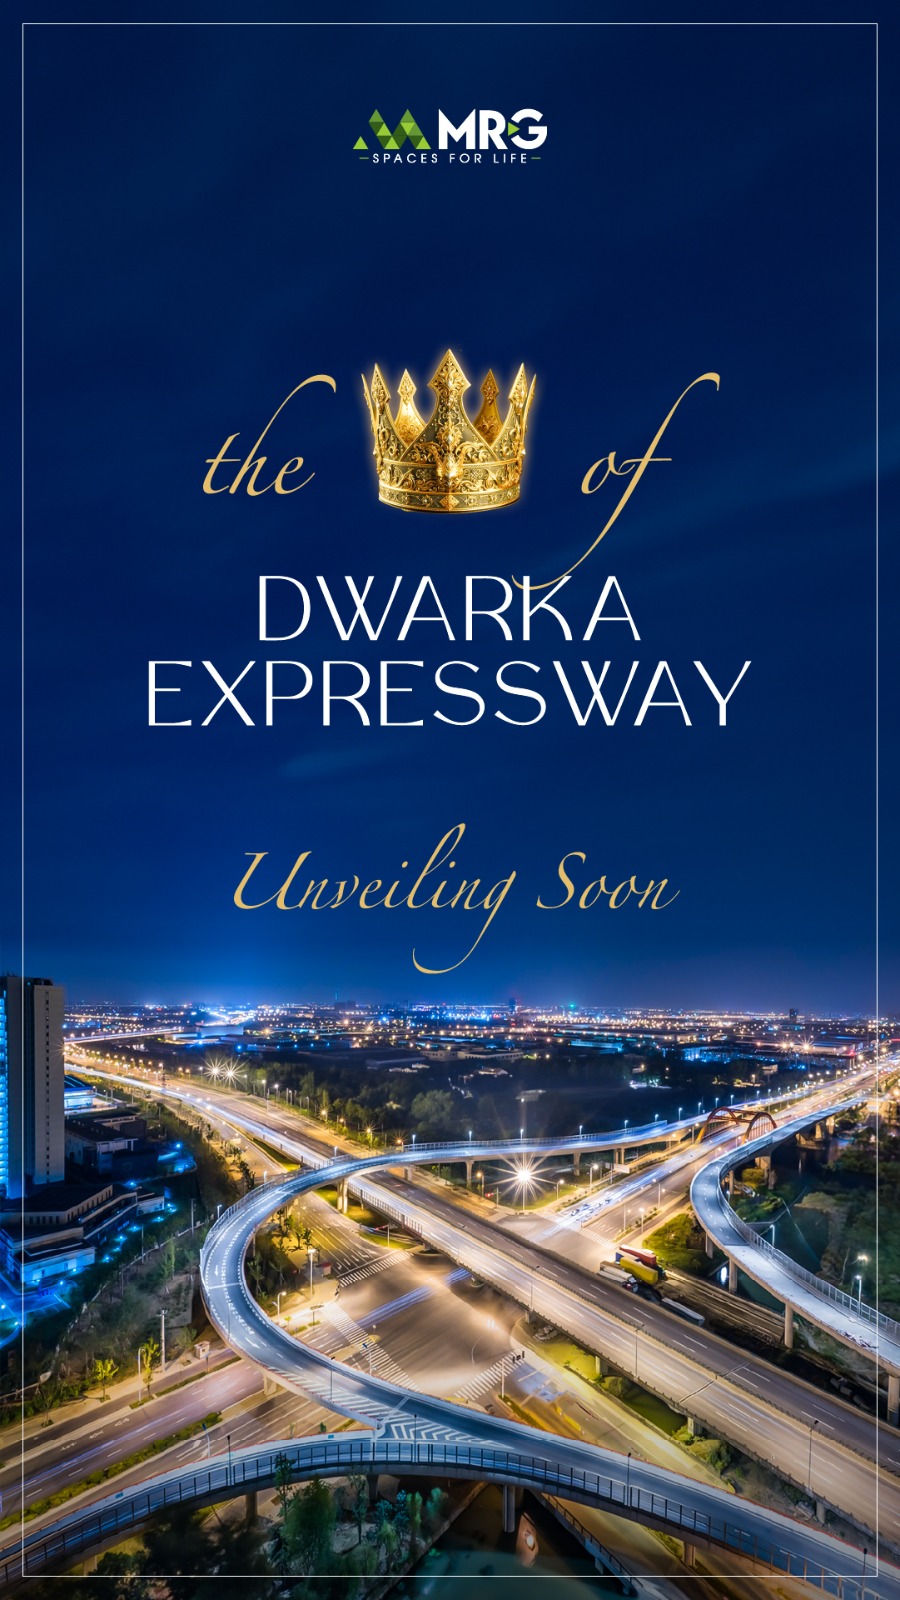 MRG
SPACES FOR LIFE
the of
DWARKA
EXPRESSWAY
Unveiling Soon